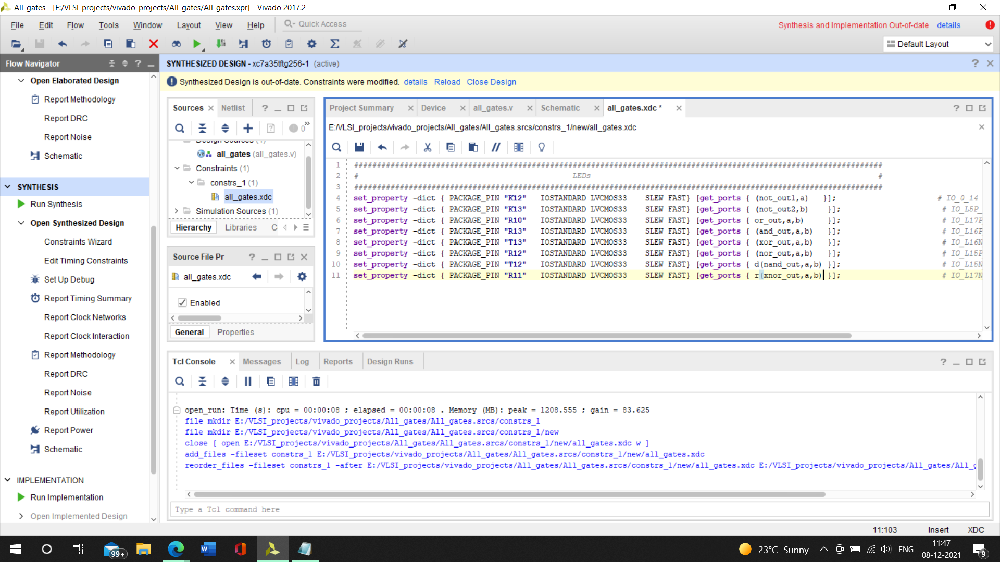 All_gates - [E:/VLSI_projects/vivado_projects/All_gates/All_gates.xpr] - Vivado 2017.2
File Edit Flow Tools Window Layout View Help Quick Access
Synthesis and Implementation Out-of-date details
Default Layout
Flow Navigator
SYNTHESIZED DESIGN - xc7a35tftg256-1 (active)
Synthesized Design is out-of-date. Constraints were modified. details Reload Close Design
Open Elaborated Design
Report Methodology
Report DRC
Report Noise
Schematic
SYNTHESIS
Run Synthesis
Open Synthesized Design
Constraints Wizard
Edit Timing Constraints
Set Up Debug
Report Timing Summary
Report Clock Networks
Report Clock Interaction
Report Methodology
Report DRC
Report Noise
Report Utilization
Report Power
Schematic
IMPLEMENTATION
Run Implementation
Open Implemented Design
Sources Netlist
0
Design Sources (1)
all_gates (all_gates.v)
Constraints (1)
constrs_1 (1)
all_gates.xdc
Simulation Sources (1)
Hierarchy Libraries C
Source File Pr
all_gates.xdc
Enabled
General Properties
Project Summary Device all_gates.v Schematic all_gates.xdc *
E:/VLSI_projects/vivado_projects/All_gates/All_gates.srcs/constrs_1/new/all_gates.xdc
1 #####################################################################################################################
2 # LEDs #
3 #####################################################################################################################
4 set_property -dict { PACKAGE_PIN "K12" IOSTANDARD LVCMOS33 SLEW FAST} [get_ports { (not_out1,a) }]; # IO_0_14
5 set_property -dict { PACKAGE_PIN "K13" IOSTANDARD LVCMOS33 SLEW FAST} [get_ports { (not_out2,b) }]; # IO_L5P_
6 set_property -dict { PACKAGE_PIN "R10" IOSTANDARD LVCMOS33 SLEW FAST} [get_ports { or_out,a,b) }]; # IO_L17P
7 set_property -dict { PACKAGE_PIN "R13" IOSTANDARD LVCMOS33 SLEW FAST} [get_ports { (and_out,a,b) }]; # IO_L16P
8 set_property -dict { PACKAGE_PIN "T13" IOSTANDARD LVCMOS33 SLEW FAST} [get_ports { (xor_out,a,b) }]; # IO_L16N
9 set_property -dict { PACKAGE_PIN "R12" IOSTANDARD LVCMOS33 SLEW FAST} [get_ports { (nor_out,a,b) }]; # IO_L15P
10 set_property -dict { PACKAGE_PIN "T12" IOSTANDARD LVCMOS33 SLEW FAST} [get_ports { d(nand_out,a,b) }]; # IO_L15N
11 set_property -dict { PACKAGE_PIN "R11" IOSTANDARD LVCMOS33 SLEW FAST} [get_ports { r(xnor_out,a,b) }]; # IO_L17N
Tcl Console Messages Log Reports Design Runs
open_run: Time (s): cpu = 00:00:08 ; elapsed = 00:00:08 . Memory (MB): peak = 1208.555 ; gain = 83.625
file mkdir E:/VLSI_projects/vivado_projects/All_gates/All_gates.srcs/constrs_1
file mkdir E:/VLSI_projects/vivado_projects/All_gates/All_gates.srcs/constrs_1/new
close [ open E:/VLSI_projects/vivado_projects/All_gates/All_gates.srcs/constrs_1/new/all_gates.xdc w ]
add_files -fileset constrs_1 E:/VLSI_projects/vivado_projects/All_gates/All_gates.srcs/constrs_1/new/all_gates.xdc
reorder_files -fileset constrs_1 -after E:/VLSI_projects/vivado_projects/All_gates/All_gates.srcs/constrs_1/new/all_gates.xdc E:/VLSI_projects/vivado_projects/All_gates/All_g
Type a Tcl command here
11:103 Insert XDC
99+
23°C Sunny
ENG
11:47
08-12-2021
9